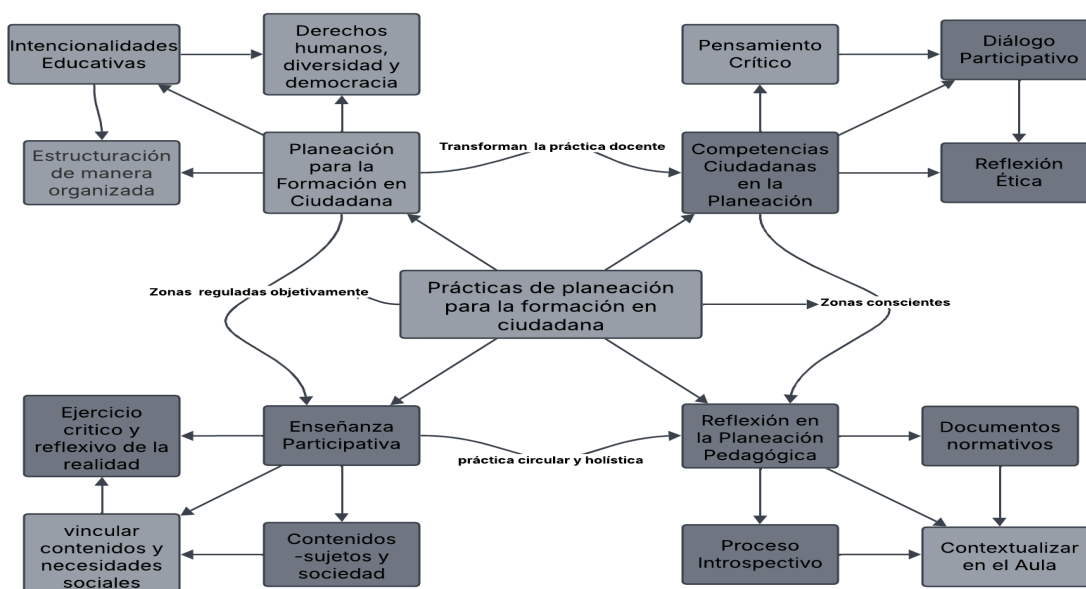 Intencionalidades
Educativas
Derechos
humanos,
diversidad y
democracia
Pensamiento
Crítico
Diálogo
Participativo
Estructuración
de manera
organizada
Planeación
para la
Formación en
Ciudadana
Transforman la práctica docente
Competencias
Ciudadanas
en la
Planeación
Reflexión
Ética
Zonas reguladas objetivamente
Prácticas de planeación
para la formación en
ciudadana
Zonas conscientes
Ejercicio
critico y
reflexivo de la
realidad
Enseñanza
Participativa
práctica circular y holística
Reflexión en
la Planeación
Pedagógica
Documentos
normativos
vincular
contenidos y
necesidades
sociales
Contenidos
-sujetos y
sociedad
Proceso
Introspectivo
Contextualizar
en el Aula